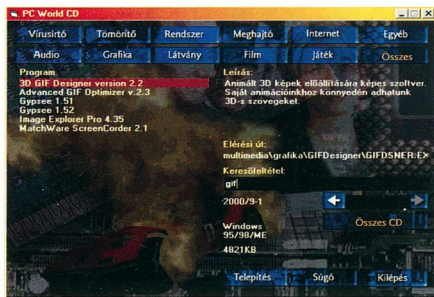 PC World CD
Vírusirtó Tömörítő Rendszer Meghajtó Internet Egyéb
Audio Grafika Látvány Film Játék Összes
Program
3D GIF Designer version 2.2
Advanced GIF Optimizer v.2.3
Gypsee 1.51
Gypsee 1.52
Image Explorer Pro 4.35
MatchWare ScreenCorder 2.1
Leírás:
Animált 3D képek előállítására képes szoftver.
Saját animációinkhoz könnyedén adhatunk
3D-s szövegeket.
Elérési út:
multimedia\grafika\GIFDesigner\GIFDSNER.EX
Keresőfeltétel:
gif
2000/9-1
Összes CD
Windows
95/98/ME
4821KB
Telepítés Súgó Kilépés